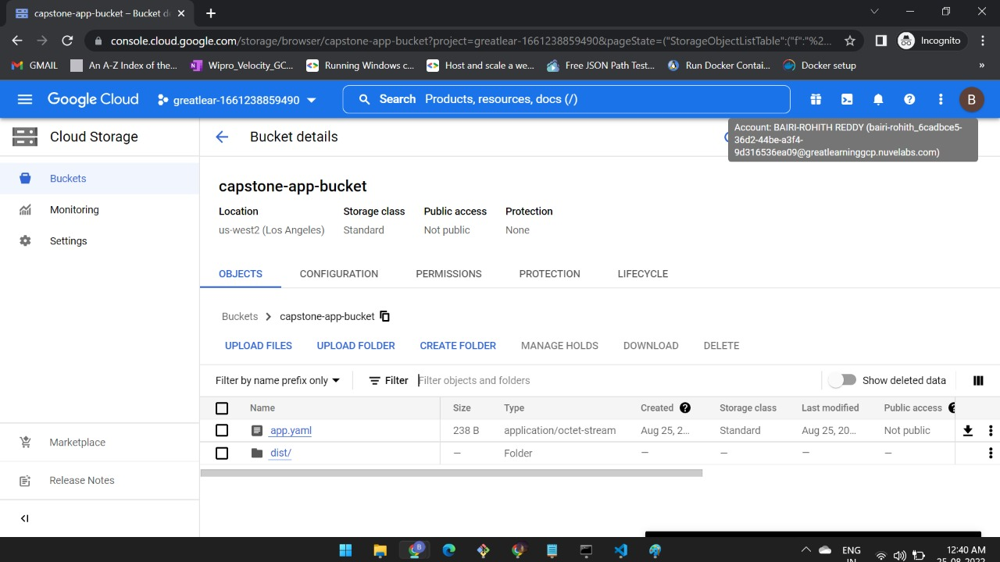 capstone-app-bucket – Bucket de
console.cloud.google.com/storage/browser/capstone-app-bucket?project=greatlear-1661238859490&pageState=("StorageObjectListTable":("f":"%2...
Incognito
GMAIL
An A-Z Index of the...
Wipro_Velocity_GC...
Running Windows c...
Host and scale a we...
Free JSON Path Test...
Run Docker Contai...
Docker setup
»
Google Cloud
greatlear-1661238859490
Search Products, resources, docs (/)
B
Cloud Storage
Bucket details
Account: BAIRI-ROHITH REDDY (bairi-rohith_6cadbce5-
36d2-44be-a3f4-
9d316536ea09@greatlearninggcp.nuvelabs.com)
Buckets
Monitoring
Settings
Marketplace
Release Notes
capstone-app-bucket
Location Storage class Public access Protection
us-west2 (Los Angeles) Standard Not public None
OBJECTS CONFIGURATION PERMISSIONS PROTECTION LIFECYCLE
Buckets > capstone-app-bucket
UPLOAD FILES UPLOAD FOLDER CREATE FOLDER MANAGE HOLDS DOWNLOAD DELETE
Filter by name prefix only Filter Filter objects and folders Show deleted data
Name Size Type Created Storage class Last modified Public access
app.yaml 238 B application/octet-stream Aug 25, 2... Standard Aug 25, 20... Not public
dist/ — Folder — — — —
ENG
IN
12:40 AM
25-08-2022